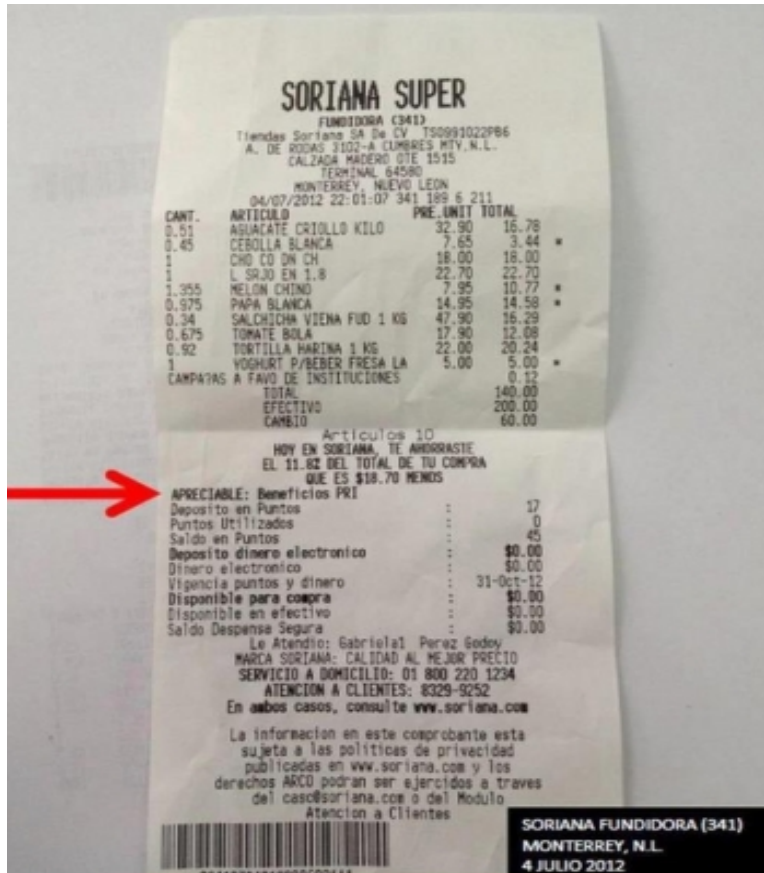 SORIANA SUPER
FUNDIDORA (341)
Tiendas Soriana SA De CV TSO991022PB6
A. DE RODAS 3102-A CUMBRES MTY,N.L.
CALZADA MADERO OTE 1515
TERMINAL 64580
MONTERREY, NUEVO LEON
04/07/2012 22:01:07 341 189 6 211
CANT. ARTICULO PRE.UNIT TOTAL
0.51 AGUACATE CRIOLLO KILO 32.90 16.78
0.45 CEBOLLA BLANCA 7.65 3.44 *
1 CHO CO DN CH 18.00 18.00
1 L SRJO EN 1.8 22.70 22.70
1.355 MELON CHINO 7.95 10.77 *
0.975 PAPA BLANCA 14.95 14.58 *
0.34 SALCHICHA VIENA FUD 1 KG 47.90 16.29
0.675 TOMATE BOLA 17.90 12.08
0.92 TORTILLA HARINA 1 KG 22.00 20.24
1 YOGHURT P/BEBER FRESA LA 5.00 5.00 *
CAMPA?AS A FAVO DE INSTITUCIONES 0.12
TOTAL 140.00
EFECTIVO 200.00
CAMBIO 60.00
Articulos 10
HOY EN SORIANA, TE AHORRASTE
EL 11.8% DEL TOTAL DE TU COMPRA
QUE ES $18.70 MENOS
APRECIABLE: Beneficios PRI
Deposito en Puntos : 17
Puntos Utilizados : 0
Saldo en Puntos : 45
Deposito dinero electronico : $0.00
Dinero electronico : $0.00
Vigencia puntos y dinero : 31-Oct-12
Disponible para compra : $0.00
Disponible en efectivo : $0.00
Saldo Despensa Segura : $0.00
Le Atendio: Gabriela1 Perez Godoy
MARCA SORIANA: CALIDAD AL MEJOR PRECIO
SERVICIO A DOMICILIO: 01 800 220 1234
ATENCION A CLIENTES: 8329-9252
En ambos casos, consulte www.soriana.com
La informacion en este comprobante esta
sujeta a las politicas de privacidad
publicadas en www.soriana.com y los
derechos ARCO podran ser ejercidos a traves
del caso@soriana.com o del Modulo
Atencion a Clientes
SORIANA FUNDIDORA (341)
MONTERREY, N.L.
4 JULIO 2012